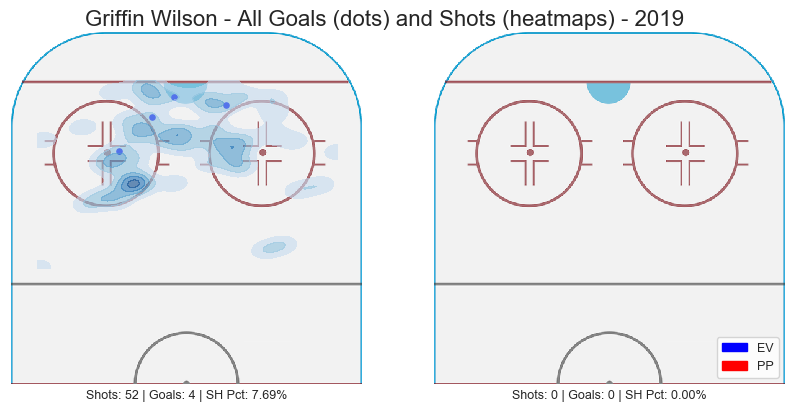 Griffin Wilson - All Goals (dots) and Shots (heatmaps) - 2019
EV
PP
Shots: 52 | Goals: 4 | SH Pct: 7.69%
Shots: 0 | Goals: 0 | SH Pct: 0.00%